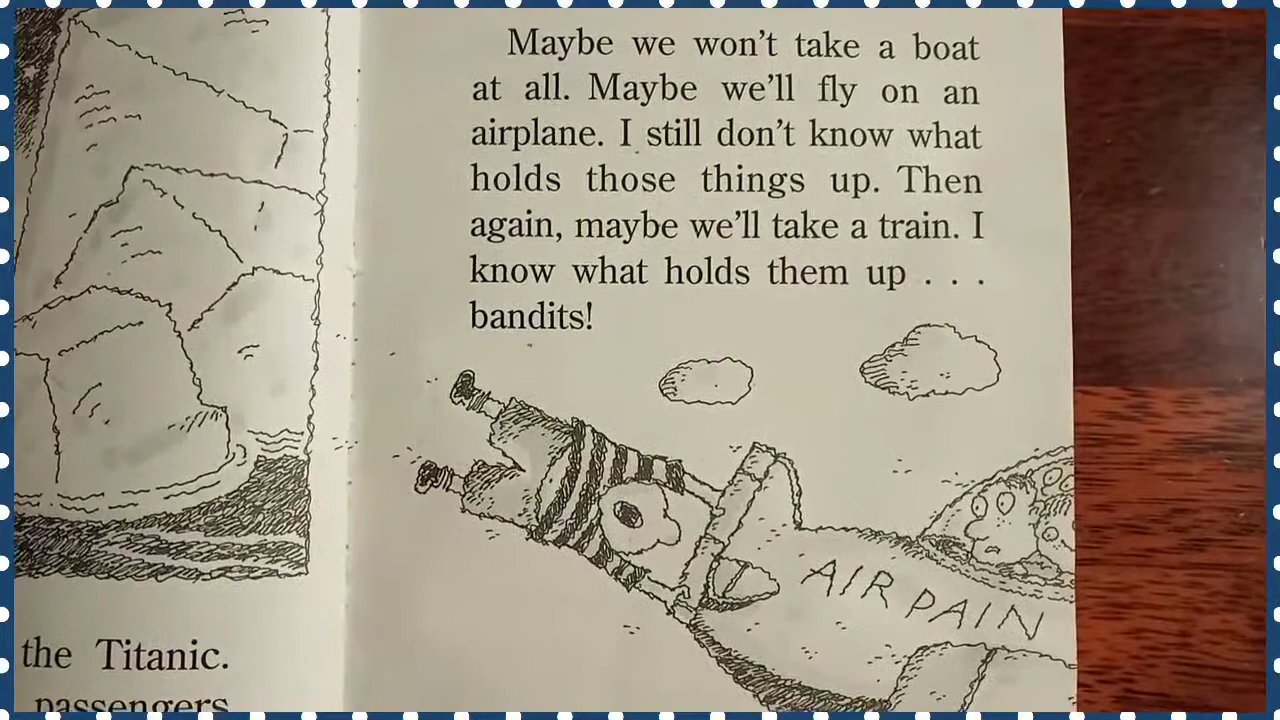 the Titanic.
passengers
Maybe we won't take a boat
at all. Maybe we'll fly on an
airplane. I still don't know what
holds those things up. Then
again, maybe we'll take a train. I
know what holds them up . . .
bandits!
AIR PAIN